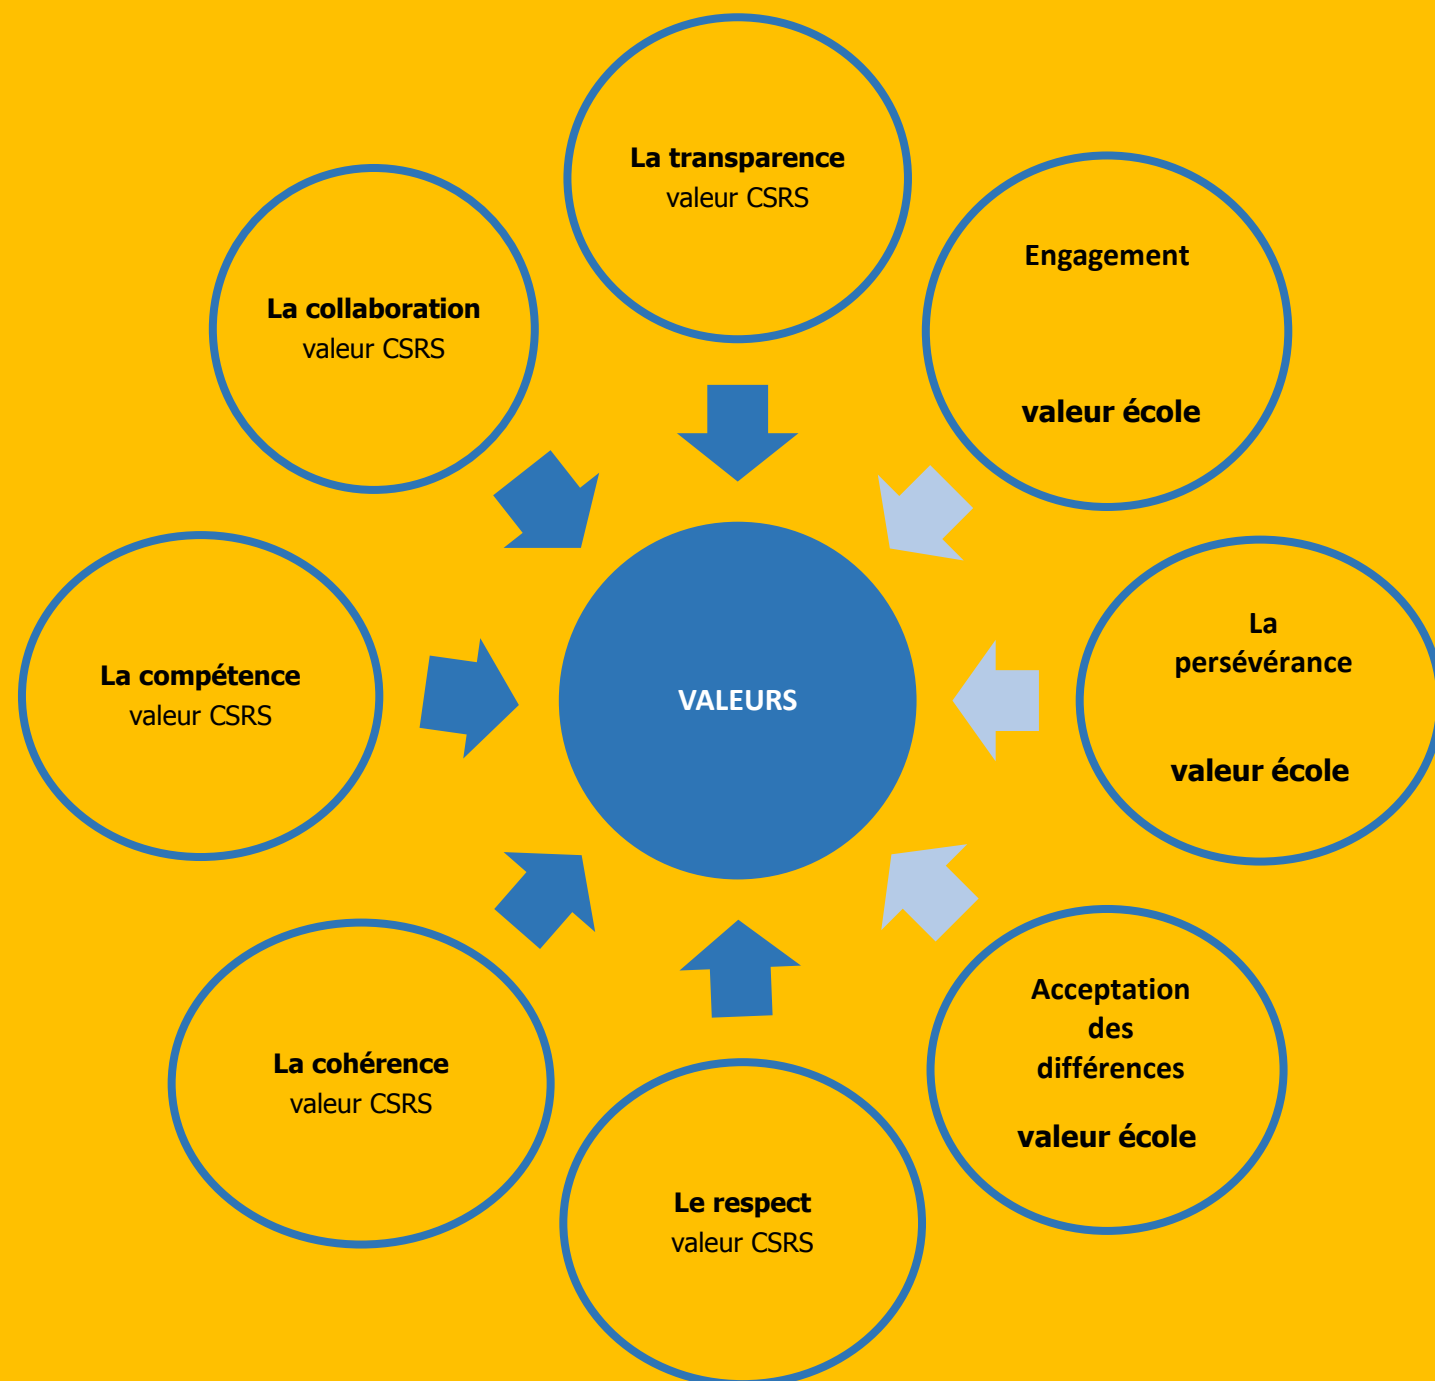 La transparence
valeur CSRS
Engagement
valeur école
La collaboration
valeur CSRS
La
persévérance
valeur école
La compétence
valeur CSRS
VALEURS
Acceptation
des
différences
valeur école
La cohérence
valeur CSRS
Le respect
valeur CSRS